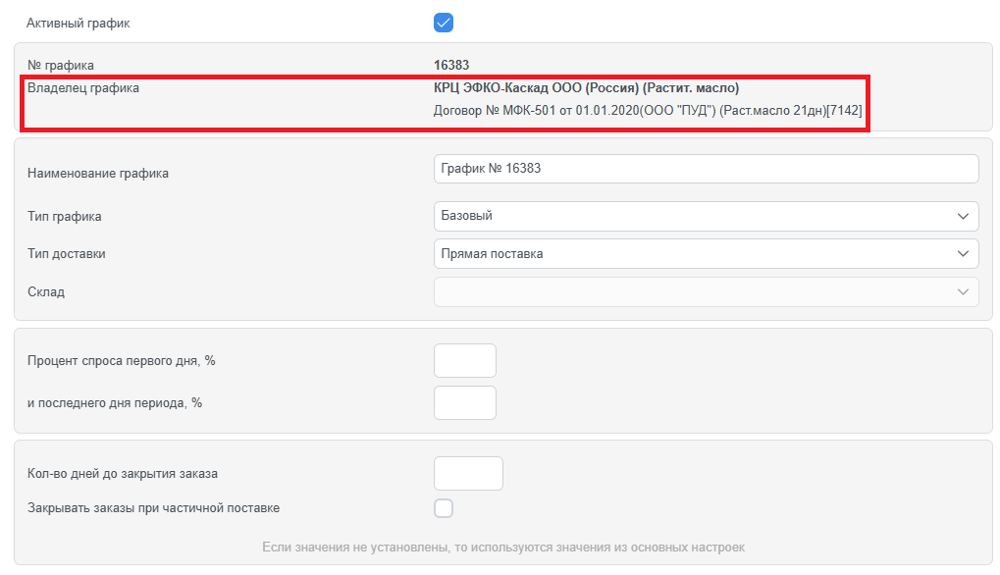 Активный график
№ графика 16383
Владелец графика КРЦ ЭФКО-Каскад ООО (Россия) (Растит. масло)
Договор № МФК-501 от 01.01.2020(ООО "ПУД") (Раст.масло 21дн)[7142]
Наименование графика График № 16383
Тип графика Базовый
Тип доставки Прямая поставка
Склад
Процент спроса первого дня, %
и последнего дня периода, %
Кол-во дней до закрытия заказа
Закрывать заказы при частичной поставке
Если значения не установлены, то используются значения из основных настроек